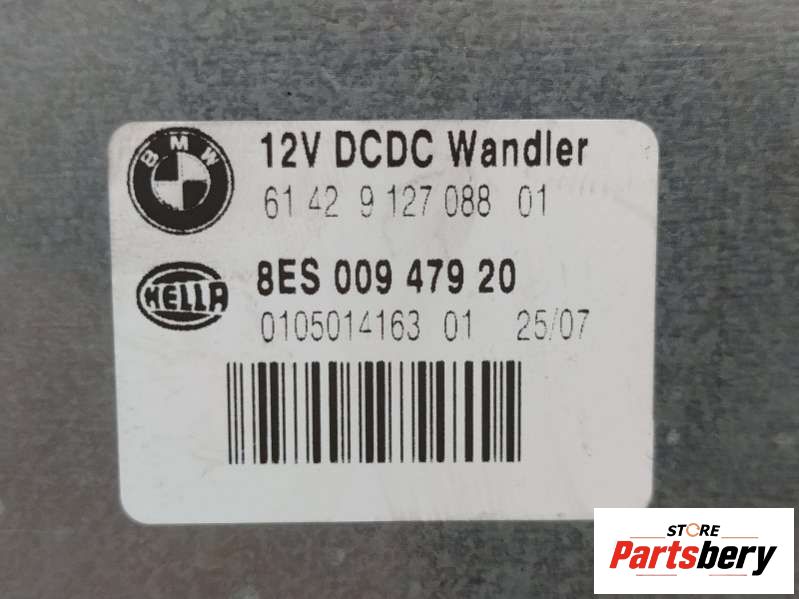 BMW
12V DCDC Wandler
61 42 9 127 088 01
HELLA
8ES 009 479 20
0105014163 01 25/07
STORE
Partsbery